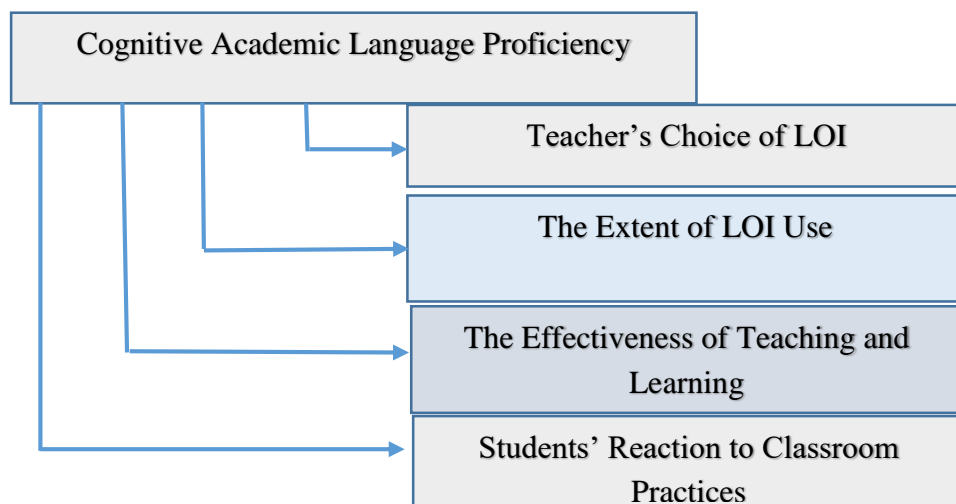 Cognitive Academic Language Proficiency
Teacher’s Choice of LOI
The Extent of LOI Use
The Effectiveness of Teaching and
Learning
Students’ Reaction to Classroom
Practices